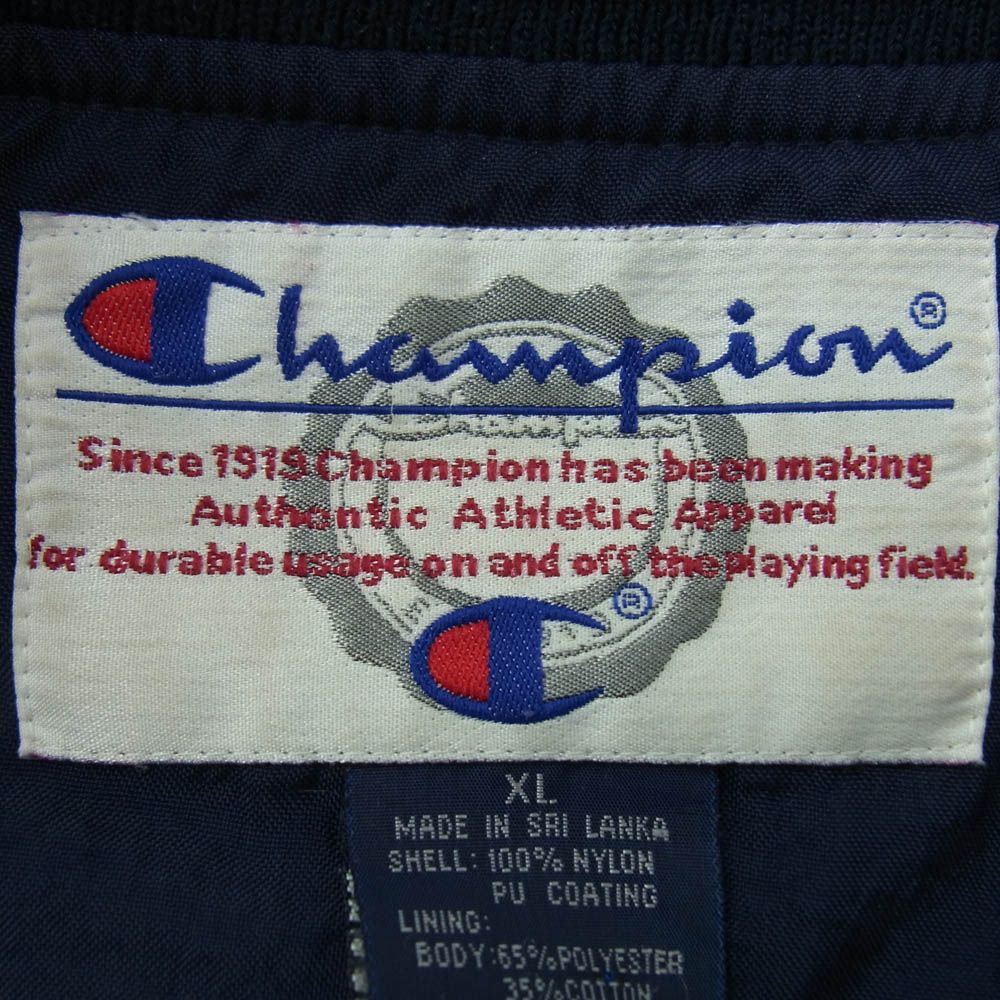 Champion®
Since 1919 Champion has been making
Authentic Athletic Apparel
for durable usage on and off the playing field.
®
XL
MADE IN SRI LANKA
SHELL: 100% NYLON
PU COATING
LINING:
BODY: 65% POLYESTER
35% COTTON